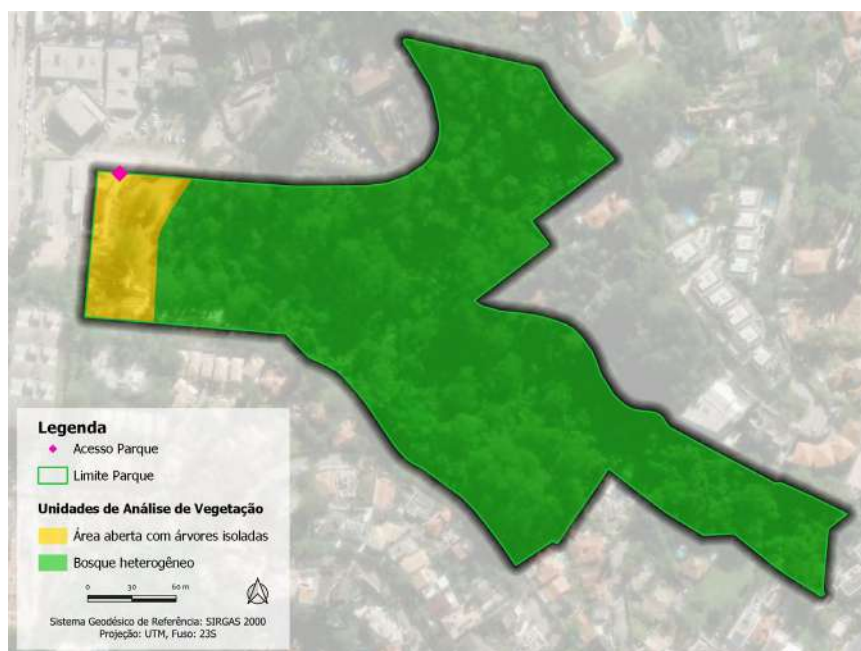 Legenda
Acesso Parque
Limite Parque
Unidades de Análise de Vegetação
Área aberta com árvores isoladas
Bosque heterogêneo
0 30 60 m
Sistema Geodésico de Referência: SIRGAS 2000
Projeção: UTM, Fuso: 23S